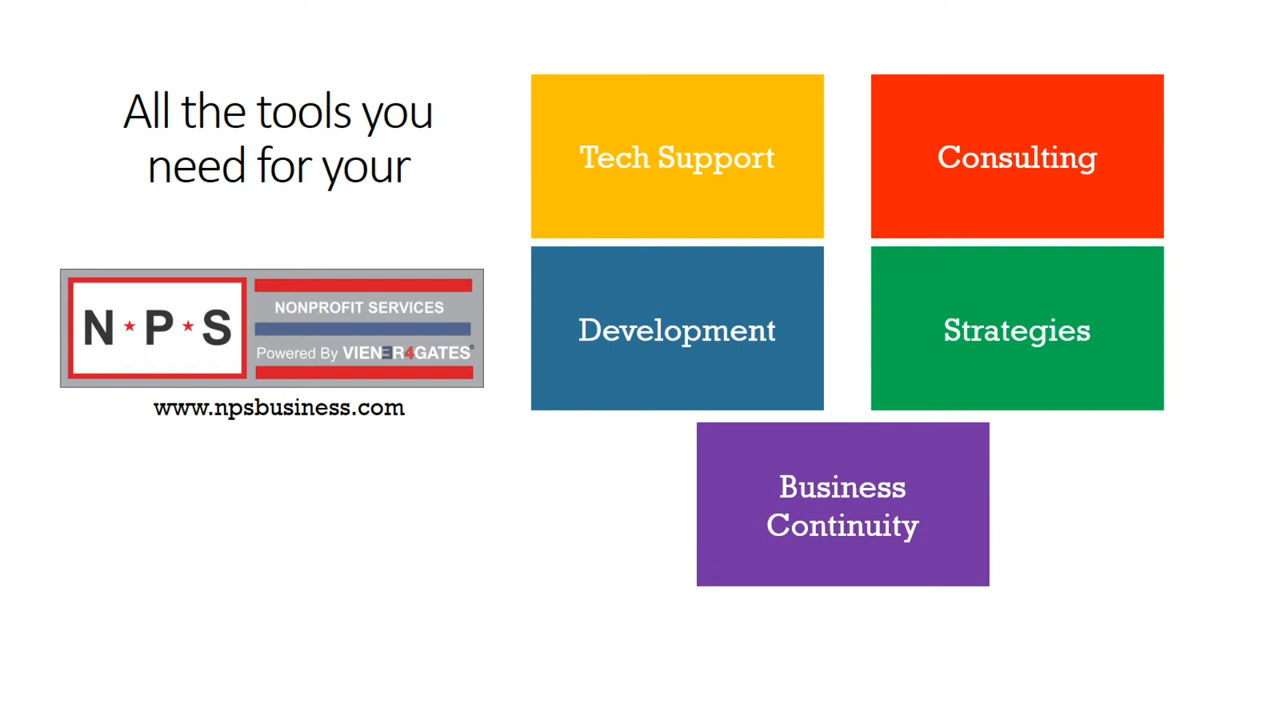 All the tools you
need for your
N★P★S
NONPROFIT SERVICES
Powered By VIENER4GATES
www.npsbusiness.com
Tech Support
Consulting
Development
Strategies
Business
Continuity